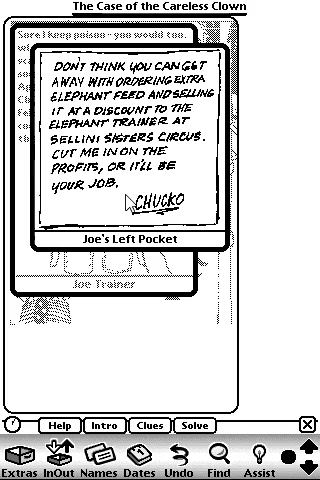 The Case of the Careless Clown
Sure I keep poison - you would too.
DON'T THINK YOU CAN GET
AWAY WITH ORDERING EXTRA
ELEPHANT FEED AND SELLING
IT AT A DISCOUNT TO THE
ELEPHANT TRAINER AT
SELLINI SISTERS CIRCUS.
CUT ME IN ON THE
PROFITS, OR IT'LL BE
YOUR JOB.
CHUCKO
Joe's Left Pocket
Joe Trainer
Help Intro Clues Solve
Extras InOut Names Dates Undo Find Assist